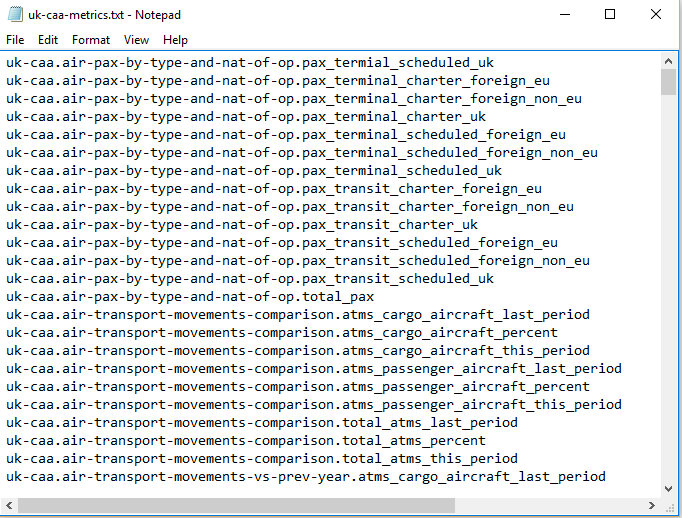 uk-caa-metrics.txt - Notepad
File Edit Format View Help
uk-caa.air-pax-by-type-and-nat-of-op.pax_termial_scheduled_uk
uk-caa.air-pax-by-type-and-nat-of-op.pax_terminal_charter_foreign_eu
uk-caa.air-pax-by-type-and-nat-of-op.pax_terminal_charter_foreign_non_eu
uk-caa.air-pax-by-type-and-nat-of-op.pax_terminal_charter_uk
uk-caa.air-pax-by-type-and-nat-of-op.pax_terminal_scheduled_foreign_eu
uk-caa.air-pax-by-type-and-nat-of-op.pax_terminal_scheduled_foreign_non_eu
uk-caa.air-pax-by-type-and-nat-of-op.pax_terminal_scheduled_uk
uk-caa.air-pax-by-type-and-nat-of-op.pax_transit_charter_foreign_eu
uk-caa.air-pax-by-type-and-nat-of-op.pax_transit_charter_foreign_non_eu
uk-caa.air-pax-by-type-and-nat-of-op.pax_transit_charter_uk
uk-caa.air-pax-by-type-and-nat-of-op.pax_transit_scheduled_foreign_eu
uk-caa.air-pax-by-type-and-nat-of-op.pax_transit_scheduled_foreign_non_eu
uk-caa.air-pax-by-type-and-nat-of-op.pax_transit_scheduled_uk
uk-caa.air-pax-by-type-and-nat-of-op.total_pax
uk-caa.air-transport-movements-comparison.atms_cargo_aircraft_last_period
uk-caa.air-transport-movements-comparison.atms_cargo_aircraft_percent
uk-caa.air-transport-movements-comparison.atms_cargo_aircraft_this_period
uk-caa.air-transport-movements-comparison.atms_passenger_aircraft_last_period
uk-caa.air-transport-movements-comparison.atms_passenger_aircraft_percent
uk-caa.air-transport-movements-comparison.atms_passenger_aircraft_this_period
uk-caa.air-transport-movements-comparison.total_atms_last_period
uk-caa.air-transport-movements-comparison.total_atms_percent
uk-caa.air-transport-movements-comparison.total_atms_this_period
uk-caa.air-transport-movements-vs-prev-year.atms_cargo_aircraft_last_period